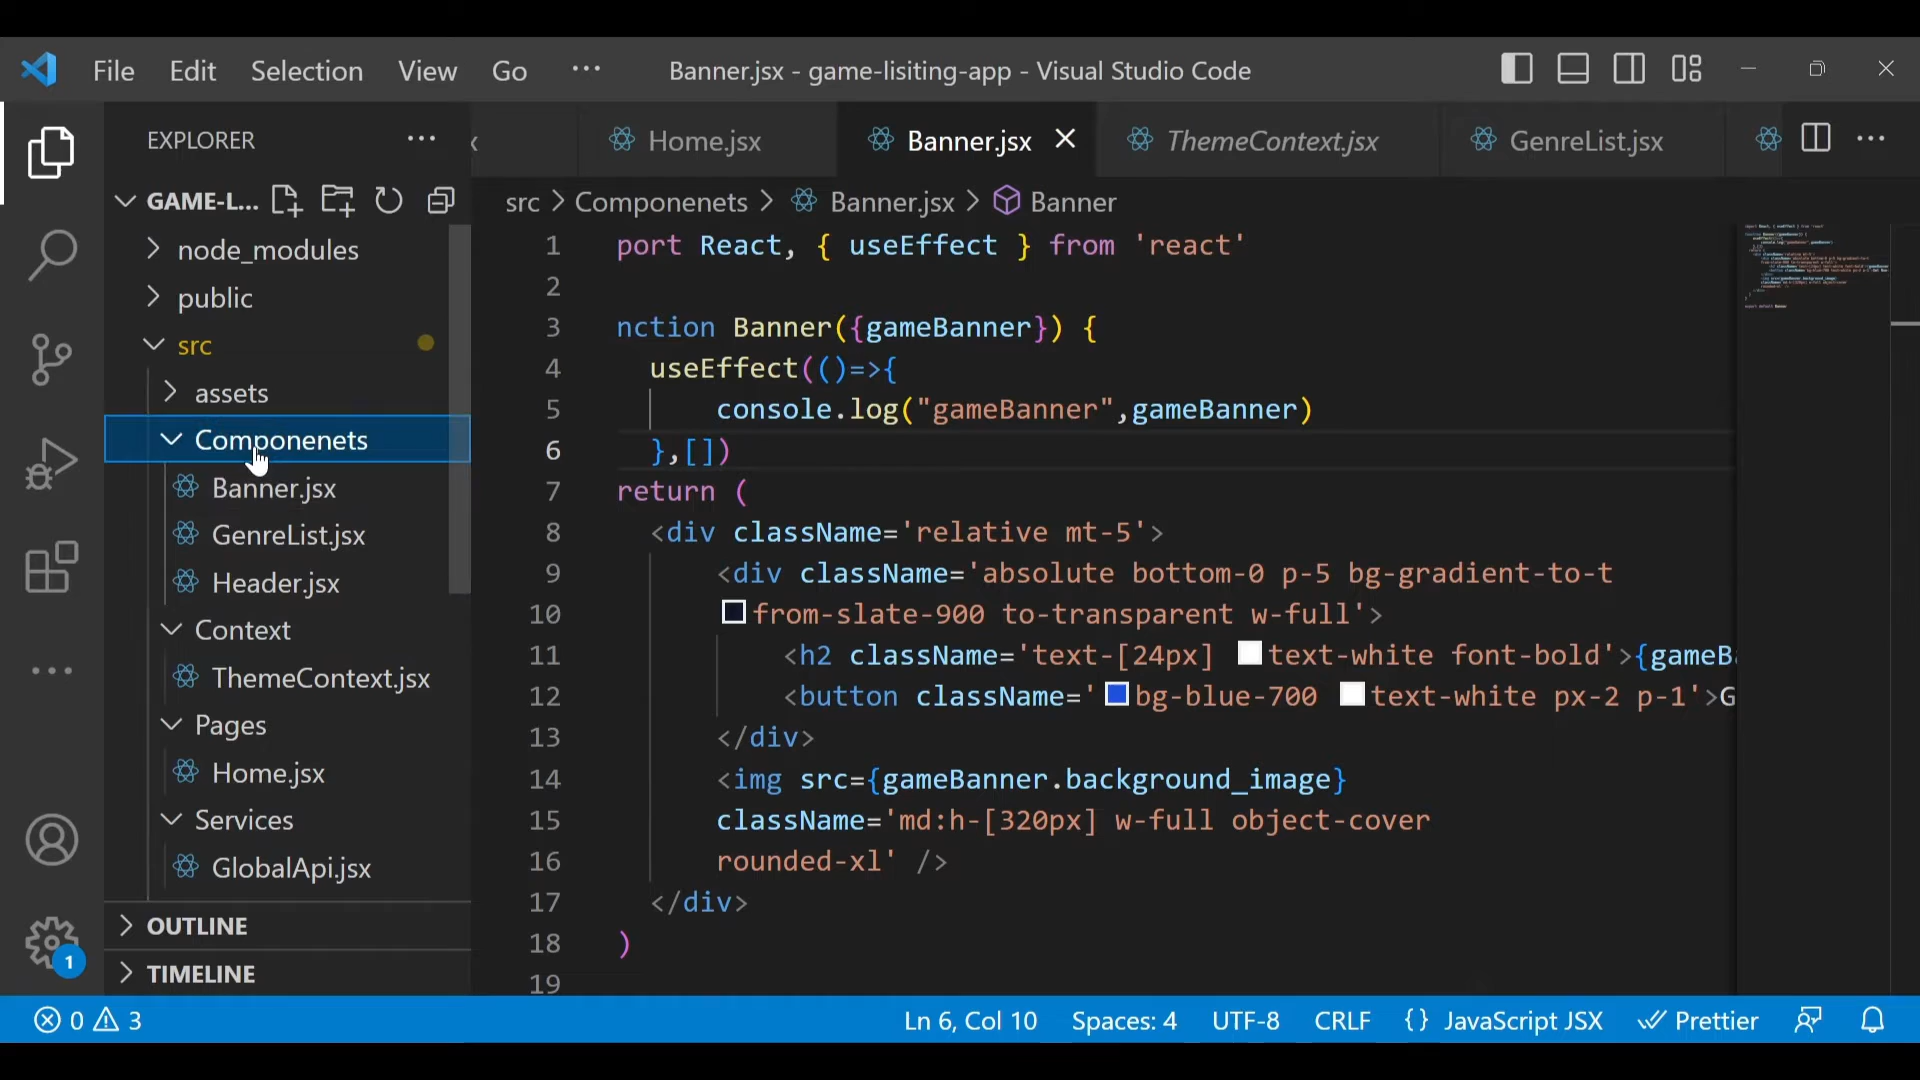 File Edit Selection View Go ··· Banner.jsx - game-lisiting-app - Visual Studio Code
EXPLORER ···
Home.jsx Banner.jsx ThemeContext.jsx GenreList.jsx ···
GAME-L...
src > Componenets > Banner.jsx > Banner
node_modules
public
src
assets
Componenets
Banner.jsx
GenreList.jsx
Header.jsx
Context
ThemeContext.jsx
Pages
Home.jsx
Services
GlobalApi.jsx
OUTLINE
TIMELINE
1 port React, { useEffect } from 'react'
2
3 nction Banner({gameBanner}) {
4 useEffect(()=>{
5 console.log("gameBanner",gameBanner)
6 },[])
7 return (
8 <div className='relative mt-5'>
9 <div className='absolute bottom-0 p-5 bg-gradient-to-t
10 from-slate-900 to-transparent w-full'>
11 <h2 className='text-[24px] text-white font-bold'>{gameB
12 <button className=' bg-blue-700 text-white px-2 p-1'>G
13 </div>
14 <img src={gameBanner.background_image}
15 className='md:h-[320px] w-full object-cover
16 rounded-xl' />
17 </div>
18 )
19
1
0 3 Ln 6, Col 10 Spaces: 4 UTF-8 CRLF {} JavaScript JSX Prettier